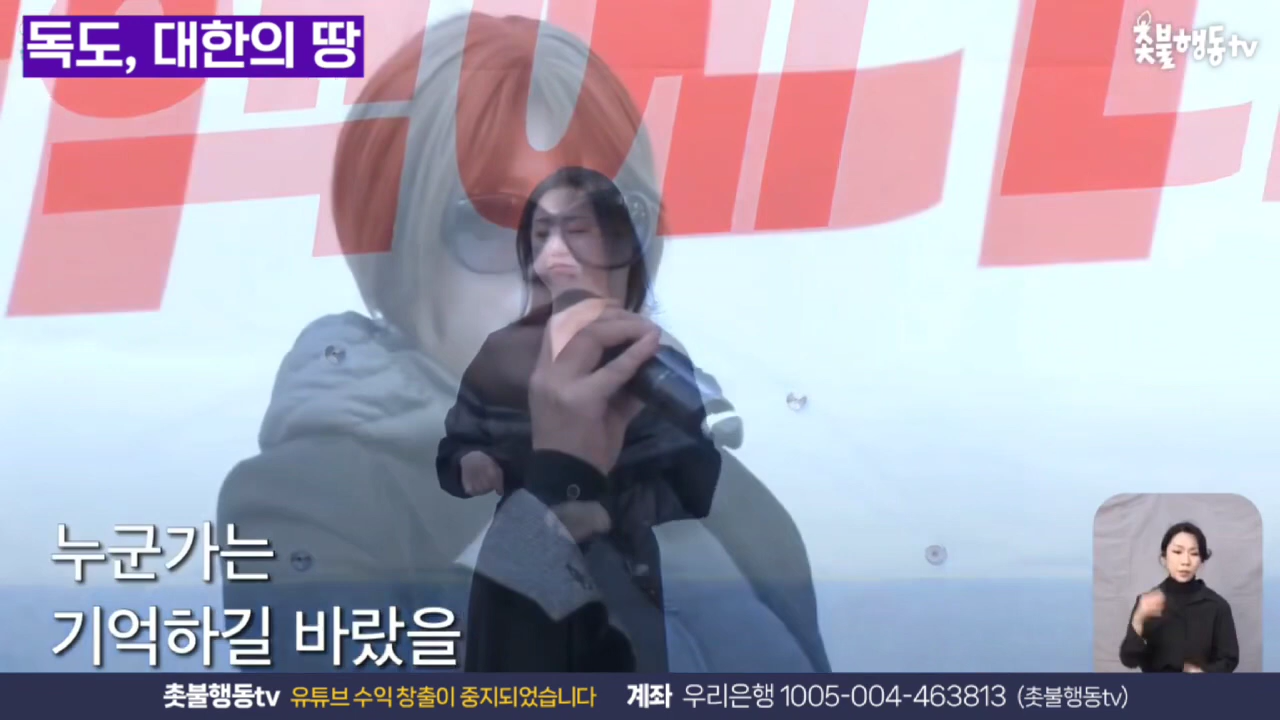 독도, 대한의 땅
촛불행동tv
누군가는
기억하길 바랐을
촛불행동tv 유튜브 수익 창출이 중지되었습니다 계좌 우리은행 1005-004-463813 (촛불행동tv)